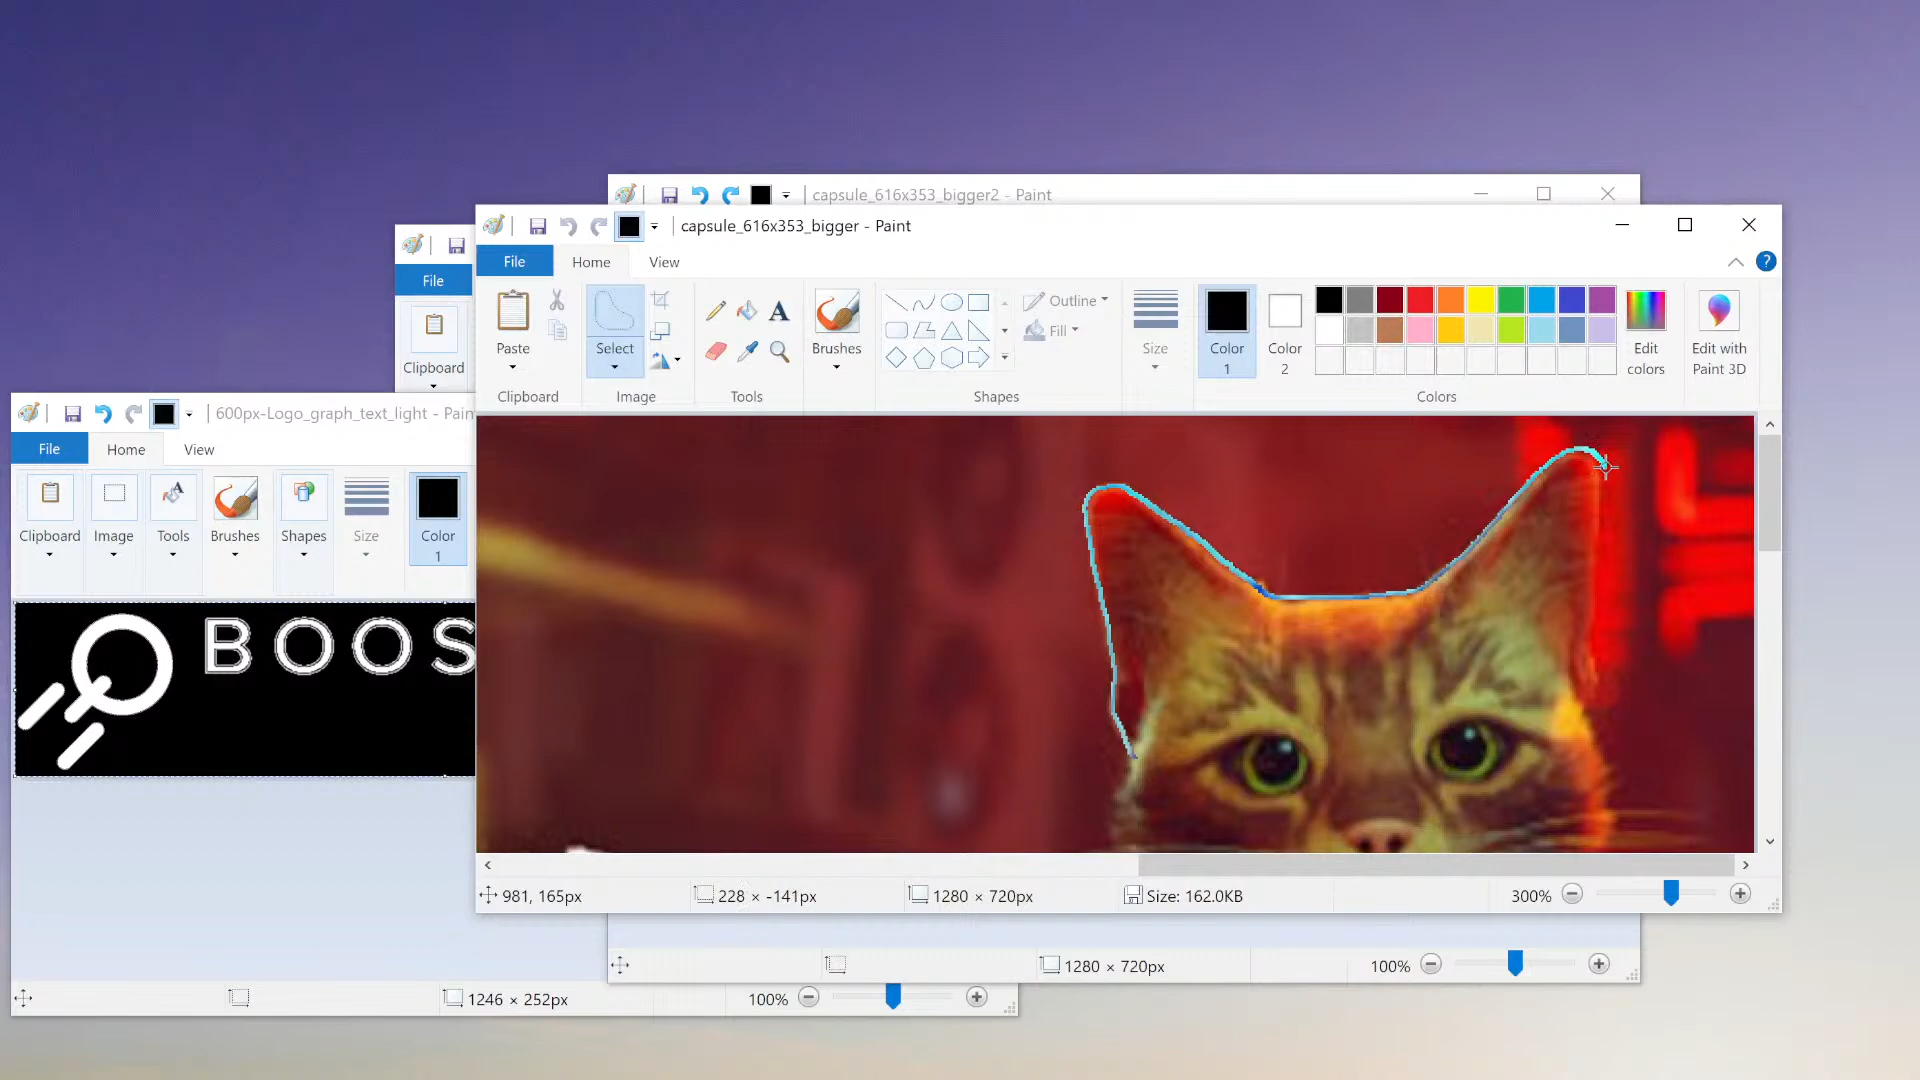 capsule_616x353_bigger2 - Paint
capsule_616x353_bigger - Paint
File
Home
View
Paste
Select
Brushes
Outline
Fill
Size
Color
1
Color
2
Edit
colors
Edit with
Paint 3D
Clipboard
Image
Tools
Shapes
Colors
File
Clipboard
600px-Logo_graph_text_light - Pain
File
Home
View
Clipboard
Image
Tools
Brushes
Shapes
Size
Color
1
BOOS
981, 165px
228 × -141px
1280 × 720px
Size: 162.0KB
300%
1280 × 720px
100%
1246 × 252px
100%